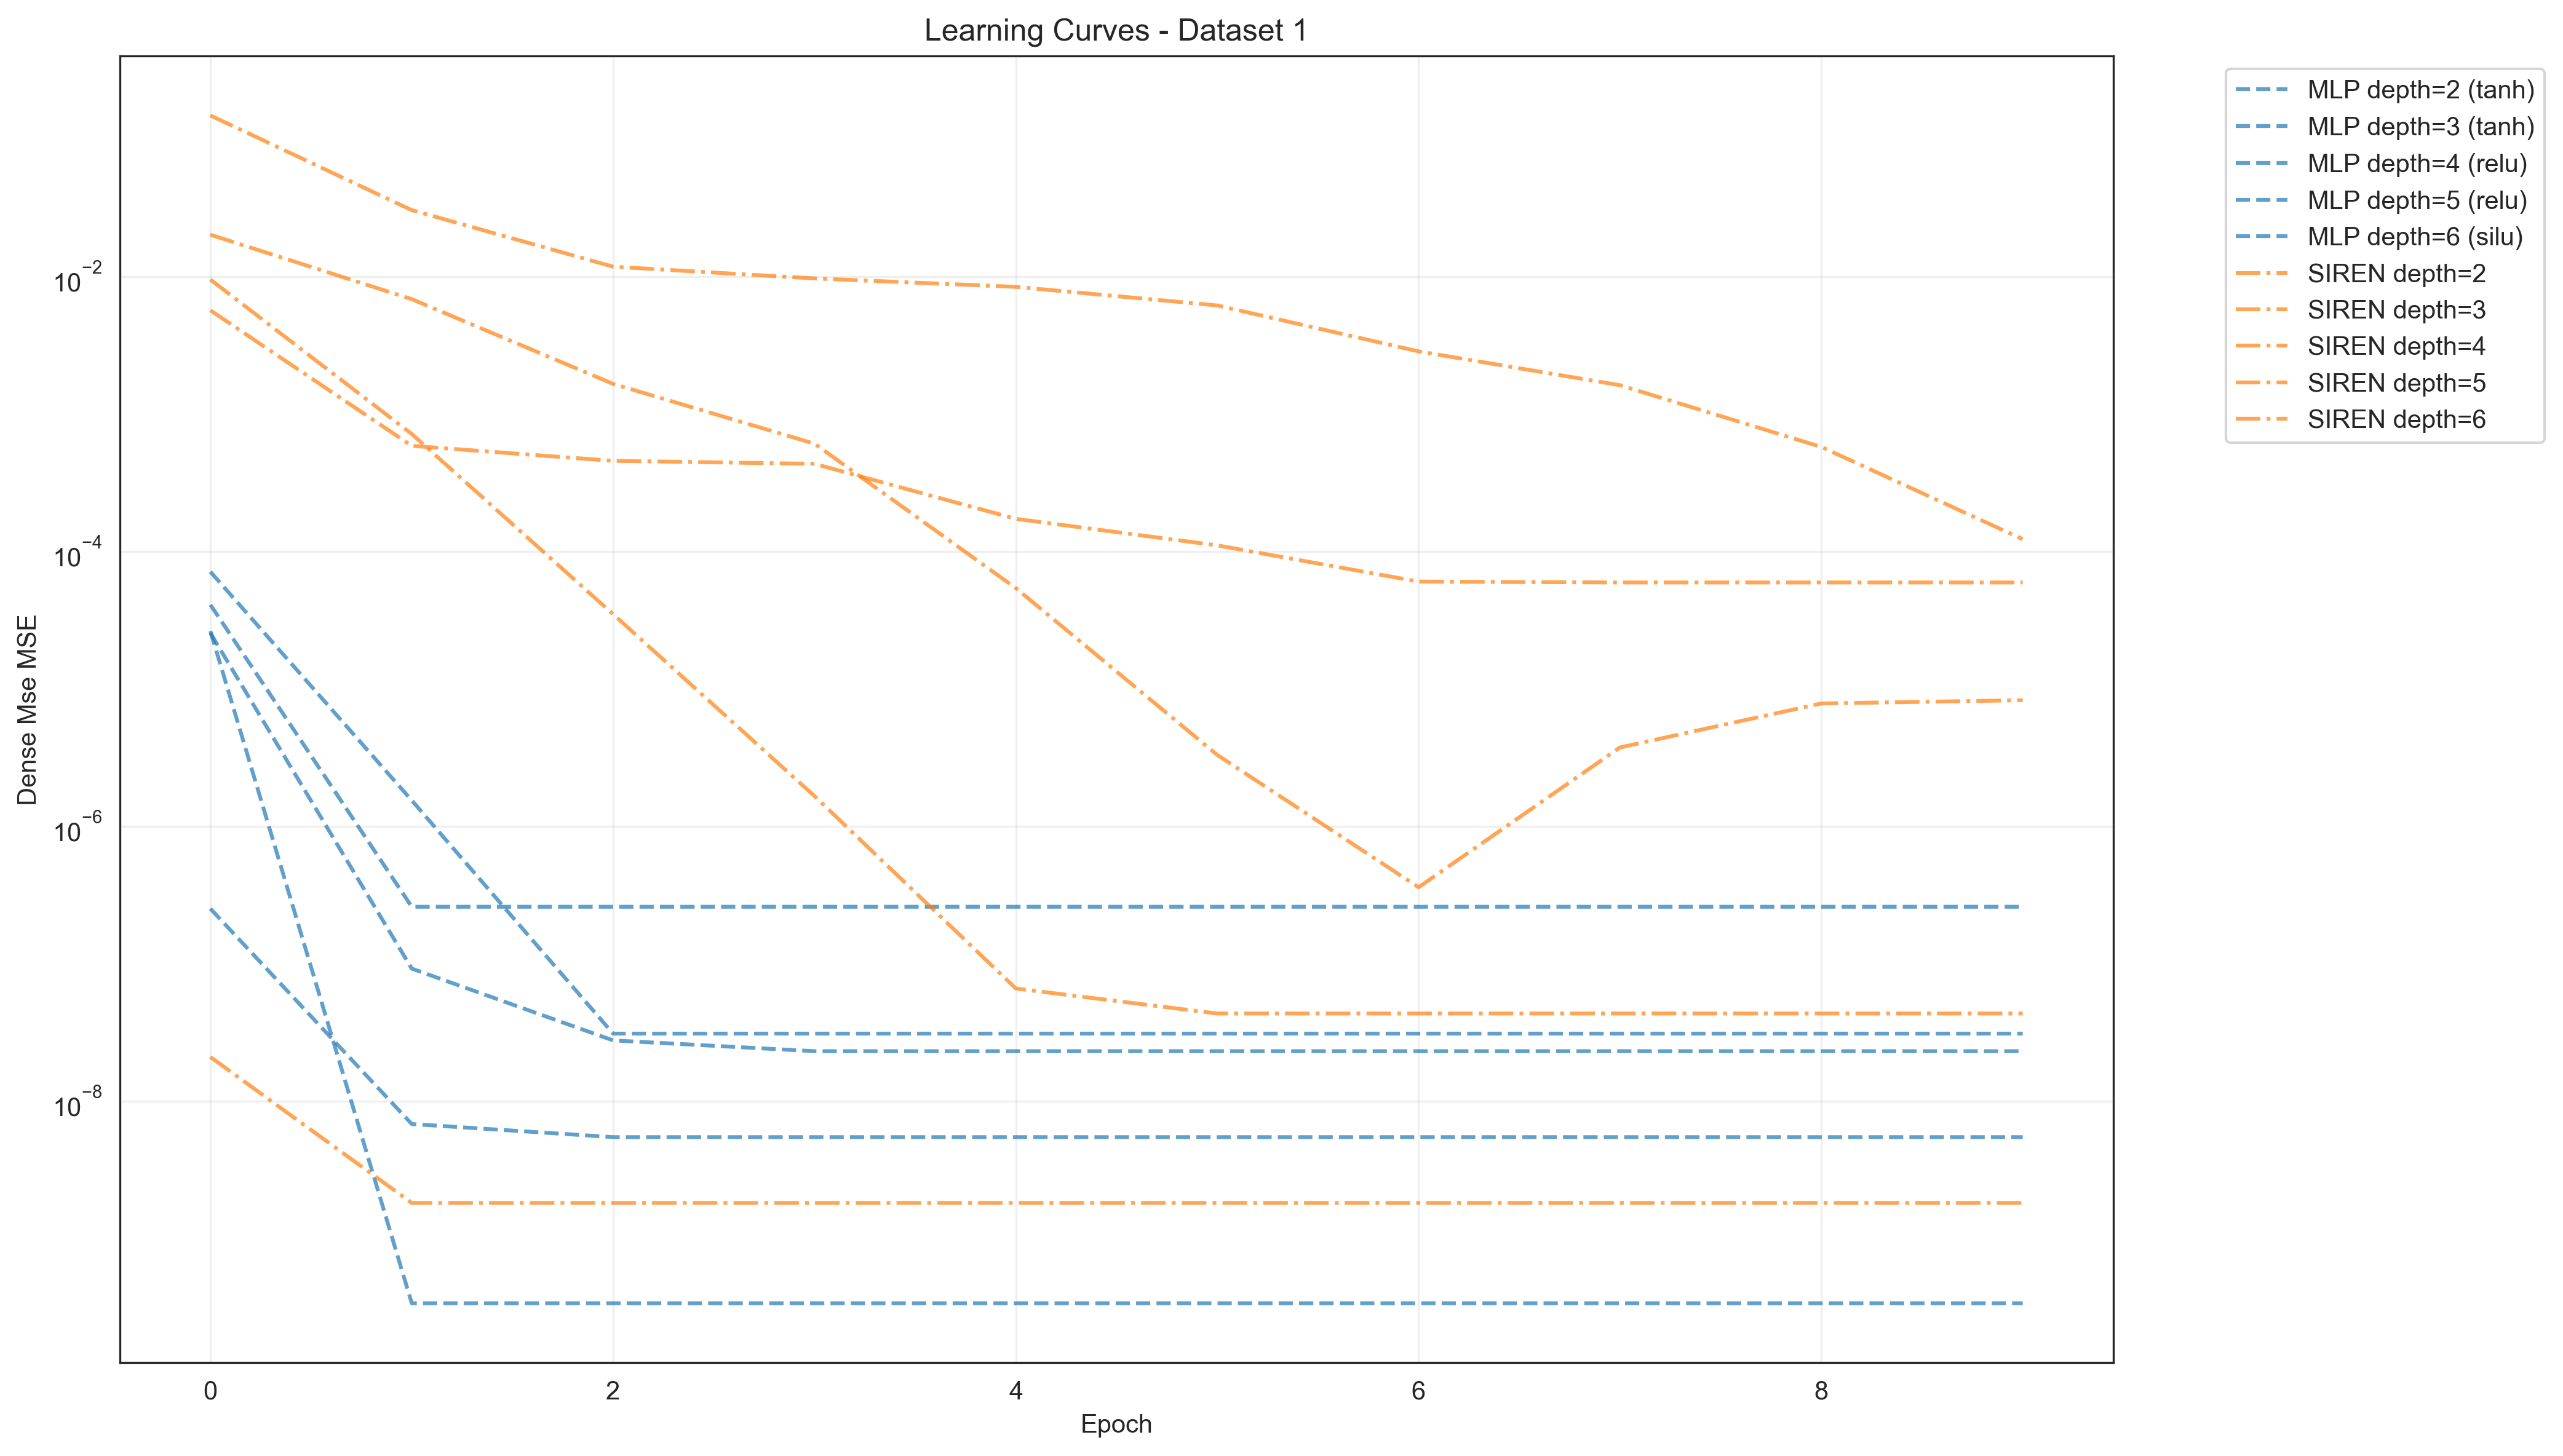 Learning Curves - Dataset 1
Dense Mse MSE
10⁻²
10⁻⁴
10⁻⁶
10⁻⁸
0 2 4 6 8
Epoch
MLP depth=2 (tanh)
MLP depth=3 (tanh)
MLP depth=4 (relu)
MLP depth=5 (relu)
MLP depth=6 (silu)
SIREN depth=2
SIREN depth=3
SIREN depth=4
SIREN depth=5
SIREN depth=6